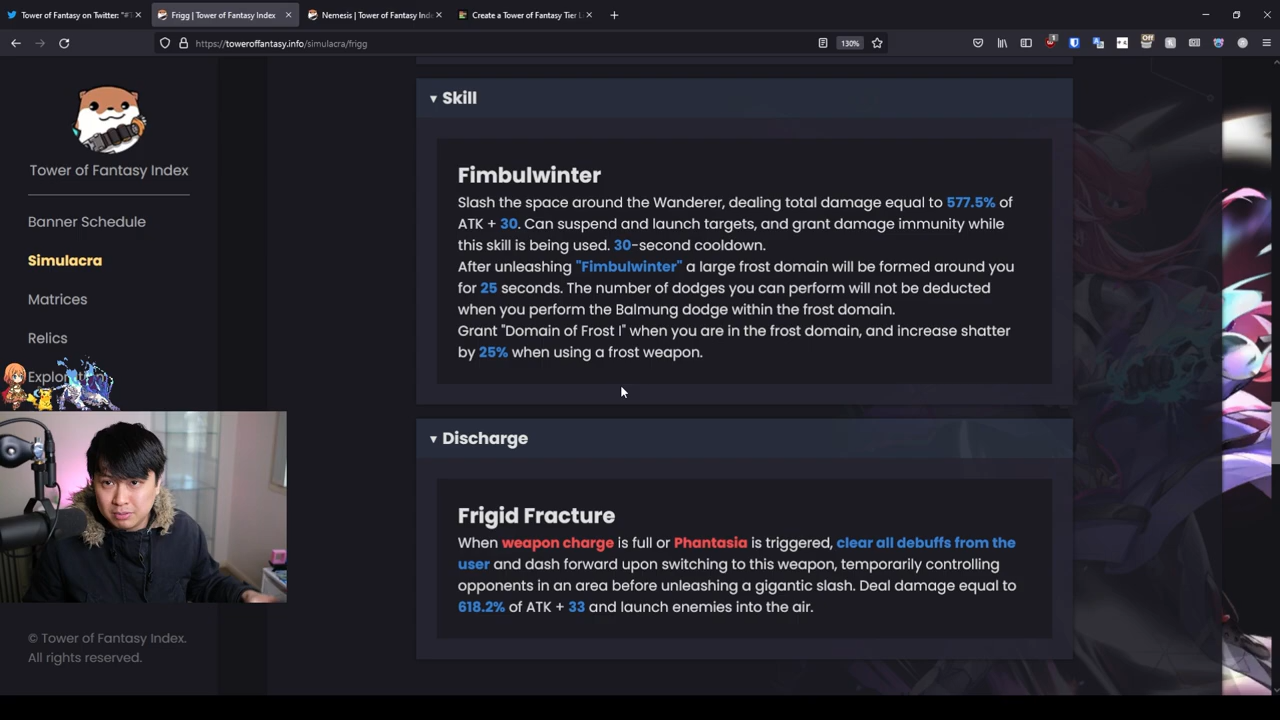 Tower of Fantasy on Twitter: "#T
Frigg | Tower of Fantasy Index
Nemesis | Tower of Fantasy Ind
Create a Tower of Fantasy Tier L
https://toweroffantasy.info/simulacra/frigg
130%
Off
Tower of Fantasy Index
Banner Schedule
Simulacra
Matrices
Relics
© Tower of Fantasy Index.
All rights reserved.
▾ Skill
Fimbulwinter
Slash the space around the Wanderer, dealing total damage equal to 577.5% of
ATK + 30. Can suspend and launch targets, and grant damage immunity while
this skill is being used. 30-second cooldown.
After unleashing "Fimbulwinter" a large frost domain will be formed around you
for 25 seconds. The number of dodges you can perform will not be deducted
when you perform the Balmung dodge within the frost domain.
Grant "Domain of Frost I" when you are in the frost domain, and increase shatter
by 25% when using a frost weapon.
▾ Discharge
Frigid Fracture
When weapon charge is full or Phantasia is triggered, clear all debuffs from the
user and dash forward upon switching to this weapon, temporarily controlling
opponents in an area before unleashing a gigantic slash. Deal damage equal to
618.2% of ATK + 33 and launch enemies into the air.